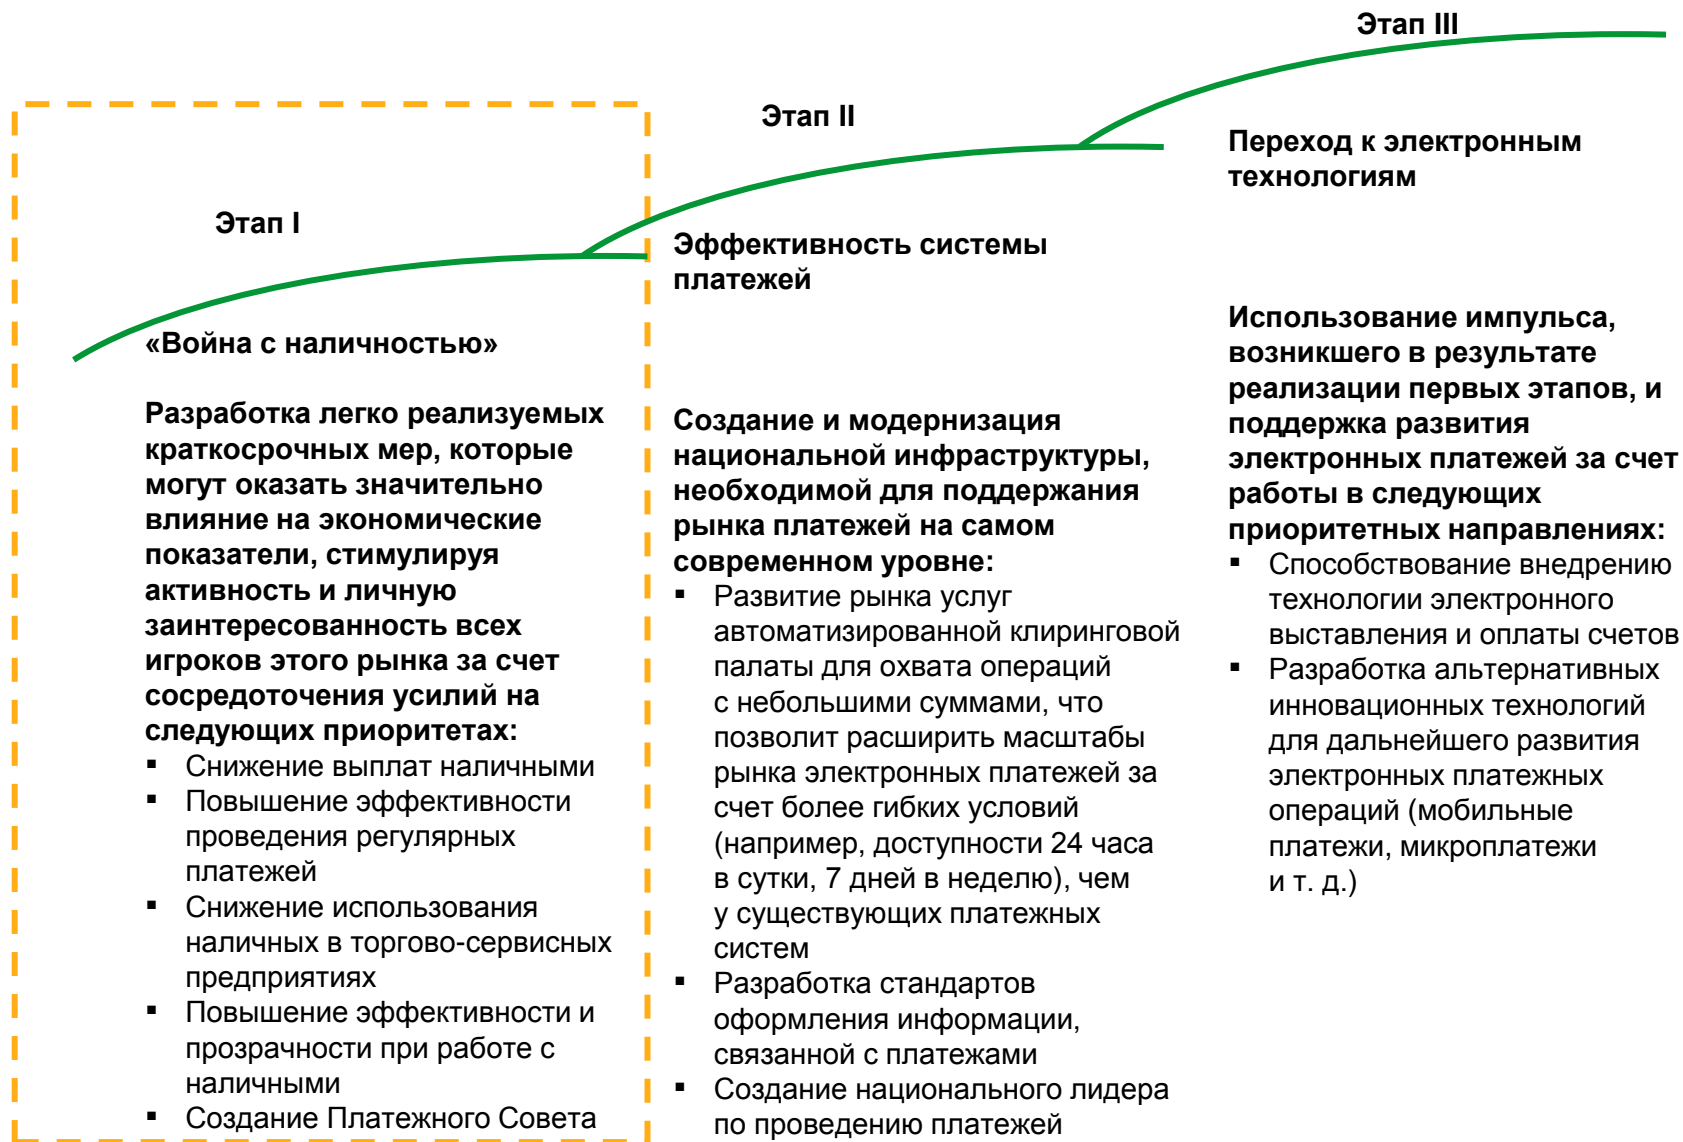 Этап I
«Война с наличностью»
Разработка легко реализуемых
краткосрочных мер, которые
могут оказать значительно
влияние на экономические
показатели, стимулируя
активность и личную
заинтересованность всех
игроков этого рынка за счет
сосредоточения усилий на
следующих приоритетах:
▪ Снижение выплат наличными
▪ Повышение эффективности
проведения регулярных
платежей
▪ Снижение использования
наличных в торгово-сервисных
предприятиях
▪ Повышение эффективности и
прозрачности при работе с
наличными
▪ Создание Платежного Совета
Этап II
Эффективность системы
платежей
Создание и модернизация
национальной инфраструктуры,
необходимой для поддержания
рынка платежей на самом
современном уровне:
▪ Развитие рынка услуг
автоматизированной клиринговой
палаты для охвата операций
с небольшими суммами, что
позволит расширить масштабы
рынка электронных платежей за
счет более гибких условий
(например, доступности 24 часа
в сутки, 7 дней в неделю), чем
у существующих платежных
систем
▪ Разработка стандартов
оформления информации,
связанной с платежами
▪ Создание национального лидера
по проведению платежей
Этап III
Переход к электронным
технологиям
Использование импульса,
возникшего в результате
реализации первых этапов, и
поддержка развития
электронных платежей за счет
работы в следующих
приоритетных направлениях:
▪ Способствование внедрению
технологии электронного
выставления и оплаты счетов
▪ Разработка альтернативных
инновационных технологий
для дальнейшего развития
электронных платежных
операций (мобильные
платежи, микроплатежи
и т. д.)